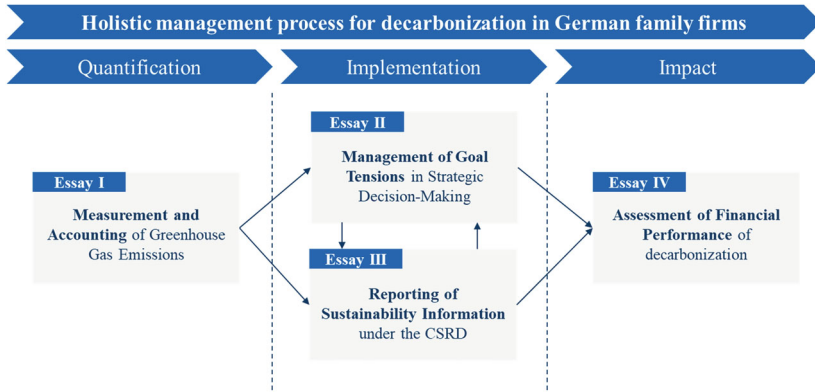 Holistic management process for decarbonization in German family firms
Quantification
Implementation
Impact
Essay I
Measurement and
Accounting of Greenhouse
Gas Emissions
Essay II
Management of Goal
Tensions in Strategic
Decision-Making
Essay III
Reporting of
Sustainability Information
under the CSRD
Essay IV
Assessment of Financial
Performance of
decarbonization